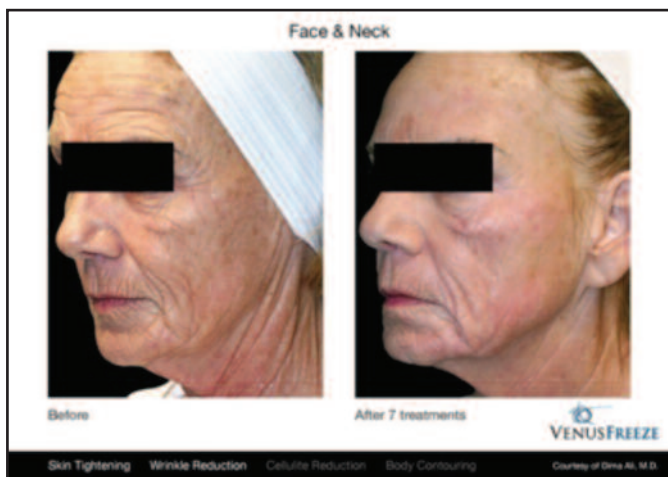 Face & Neck
Before
After 7 treatments
VENUSFREEZE
Skin Tightening Wrinkle Reduction Cellulite Reduction Body Contouring Courtesy of Dima Ali, M.D.